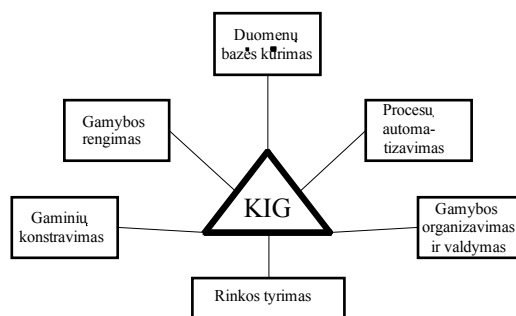 Duomenų
bazės kūrimas
Gamybos
rengimas
Procesų
automa-
tizavimas
KIG
Gaminių
konstravimas
Gamybos
organizavimas
ir valdymas
Rinkos tyrimas